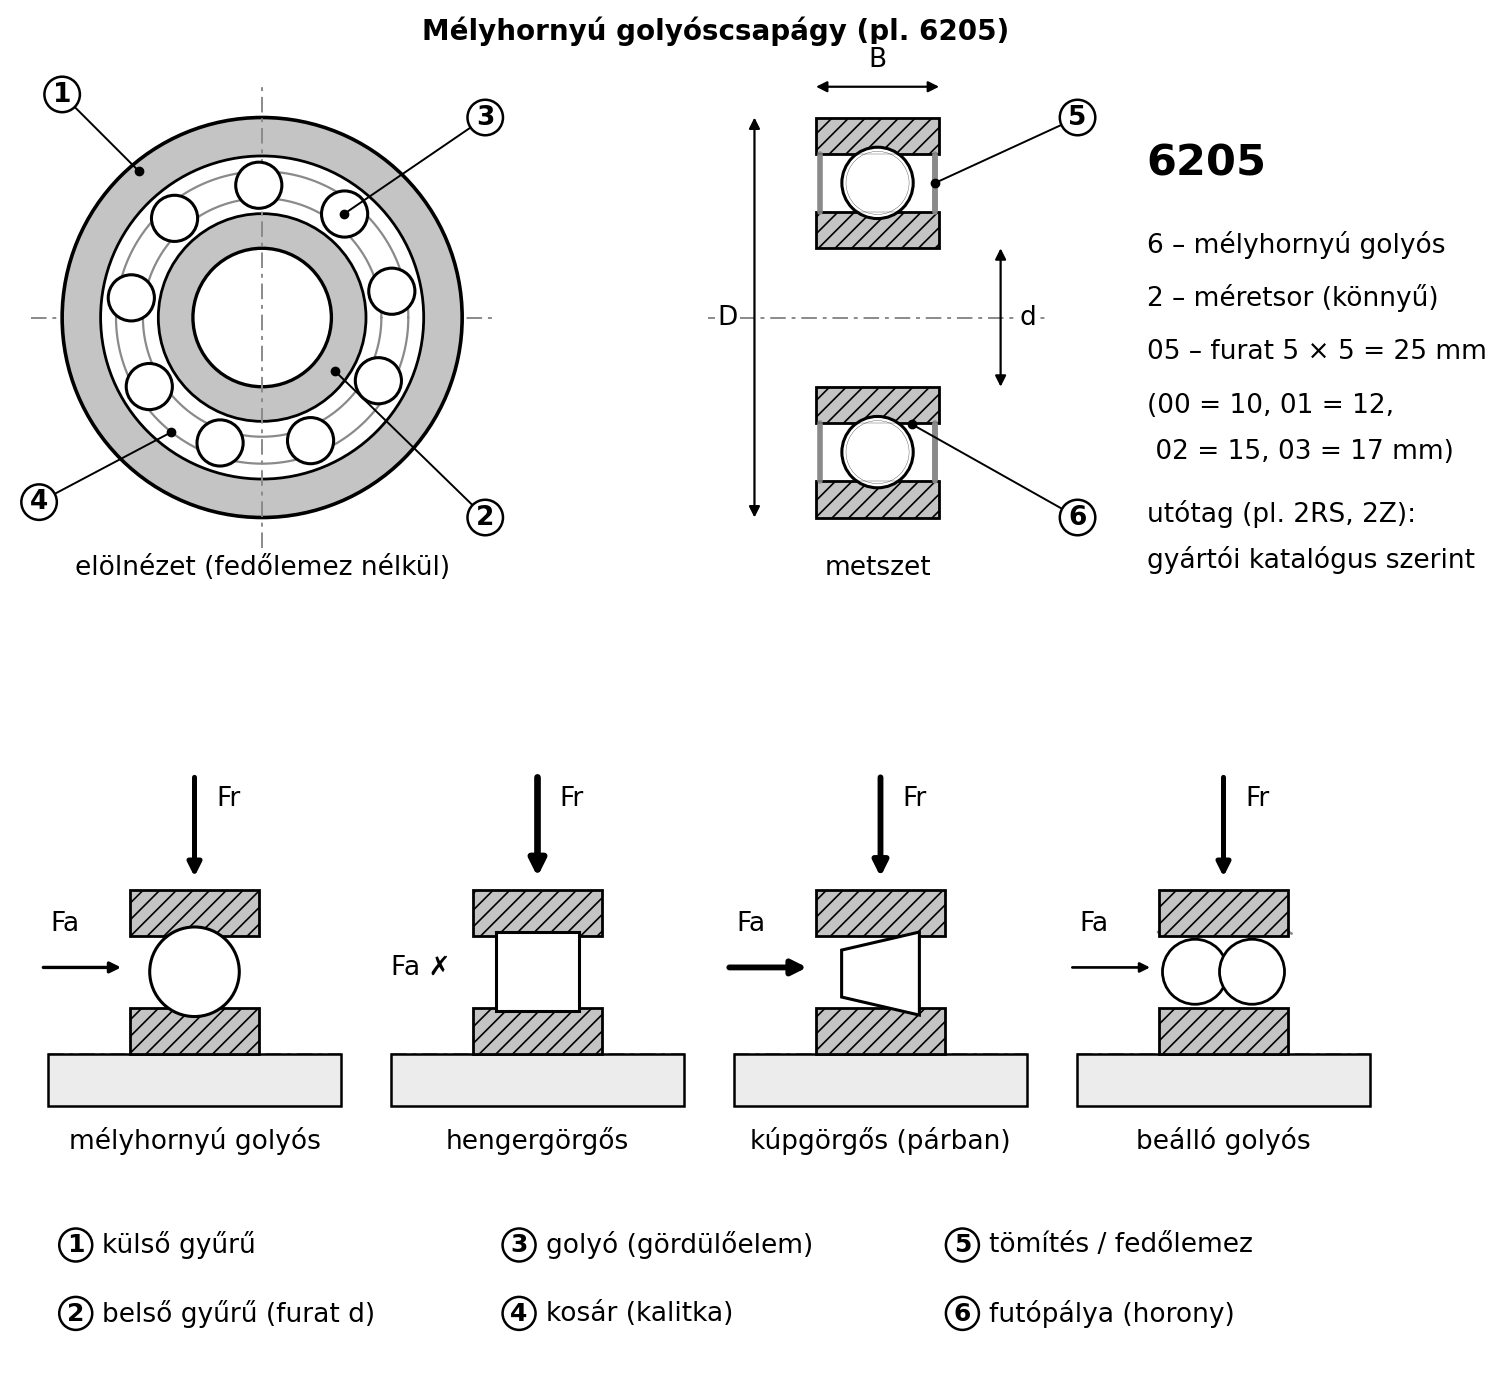 Mélyhornyú golyóscsapágy (pl. 6205)
B
1
3
5
6205
6 – mélyhornyú golyós
2 – méretsor (könnyű)
D
d
05 – furat 5 × 5 = 25 mm
(00 = 10, 01 = 12,
02 = 15, 03 = 17 mm)
4
2
6
utótag (pl. 2RS, 2Z):
gyártói katalógus szerint
elölnézet (fedőlemez nélkül)
metszet
Fr
Fr
Fr
Fr
Fa
Fa ✗
Fa
Fa
mélyhornyú golyós
hengergörgős
kúpgörgős (párban)
beálló golyós
1 külső gyűrű
3 golyó (gördülőelem)
5 tömítés / fedőlemez
2 belső gyűrű (furat d)
4 kosár (kalitka)
6 futópálya (horony)